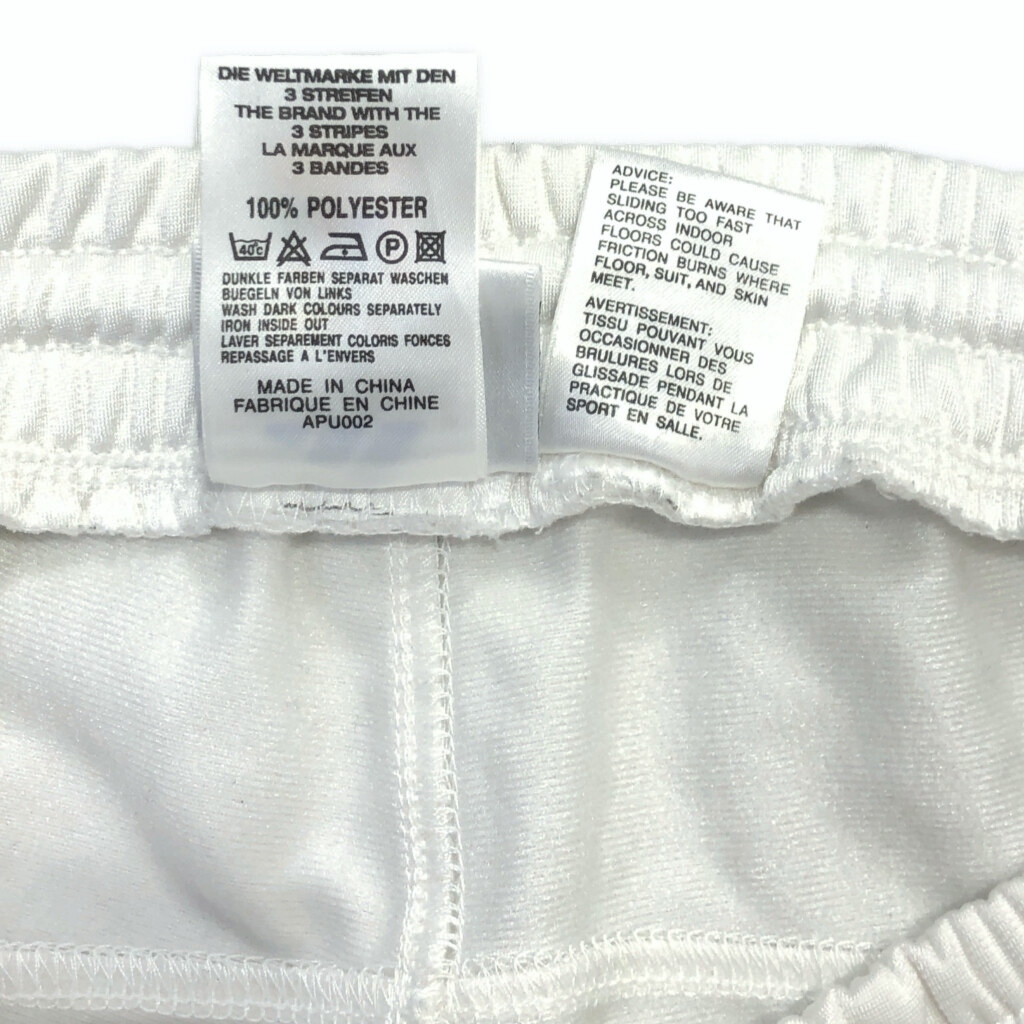 DIE WELTMARKE MIT DEN
3 STREIFEN
THE BRAND WITH THE
3 STRIPES
LA MARQUE AUX
3 BANDES
100% POLYESTER
40°C
P
DUNKLE FARBEN SEPARAT WASCHEN
BUEGELN VON LINKS
WASH DARK COLOURS SEPARATELY
IRON INSIDE OUT
LAVER SEPAREMENT COLORIS FONCES
REPASSAGE A L'ENVERS
MADE IN CHINA
FABRIQUE EN CHINE
APU002
ADVICE:
PLEASE BE AWARE THAT
SLIDING TOO FAST
ACROSS INDOOR
FLOORS COULD CAUSE
FRICTION BURNS WHERE
FLOOR, SUIT, AND SKIN
MEET.
AVERTISSEMENT:
TISSU POUVANT VOUS
OCCASIONNER DES
BRULURES LORS DE
GLISSADE PENDANT LA
PRACTIQUE DE VOTRE
SPORT EN SALLE.